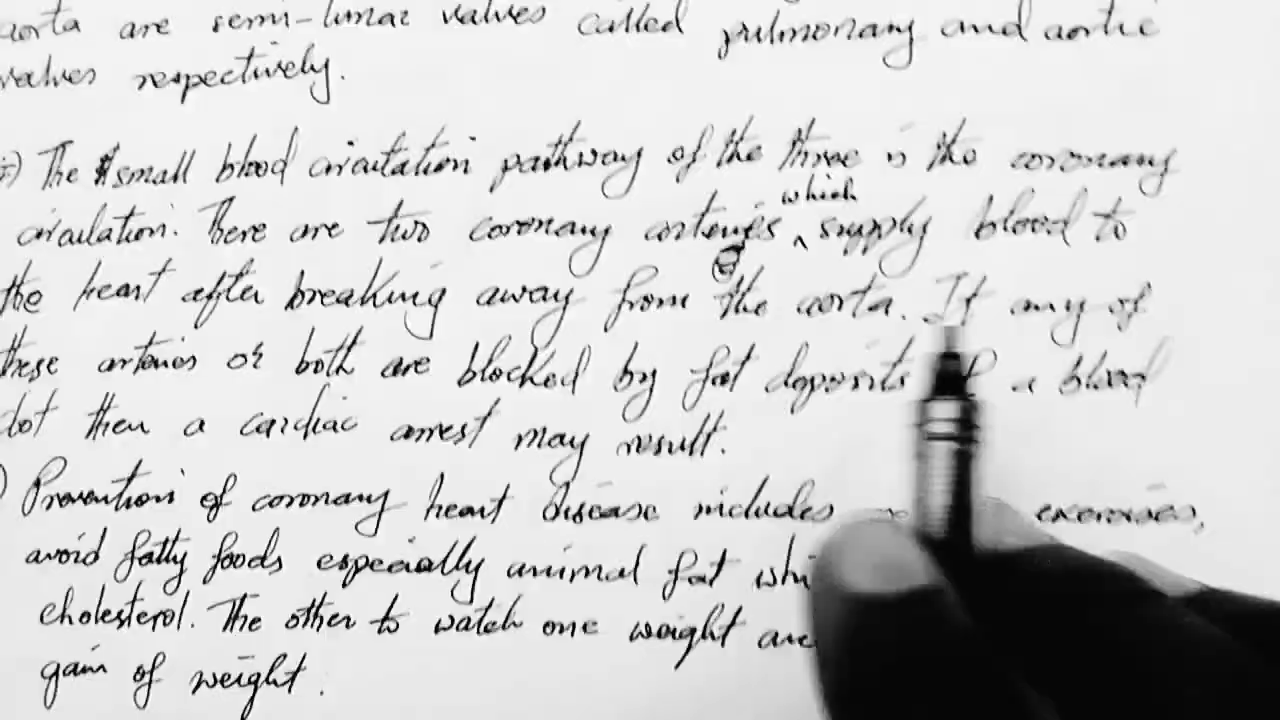 aorta are semi-lunar valves called pulmonary and aortic
valves respectively.
The small blood circulation pathway of the three is the coronary
circulation. There are two coronary arteries which supply blood to
the heart after breaking away from the aorta. If any of
these arteries or both are blocked by fat deposits a blood
clot then a cardiac arrest may result.
Prevention of coronary heart disease includes exercises,
avoid fatty foods especially animal fat
cholesterol. The other to watch one weight
gain of weight.